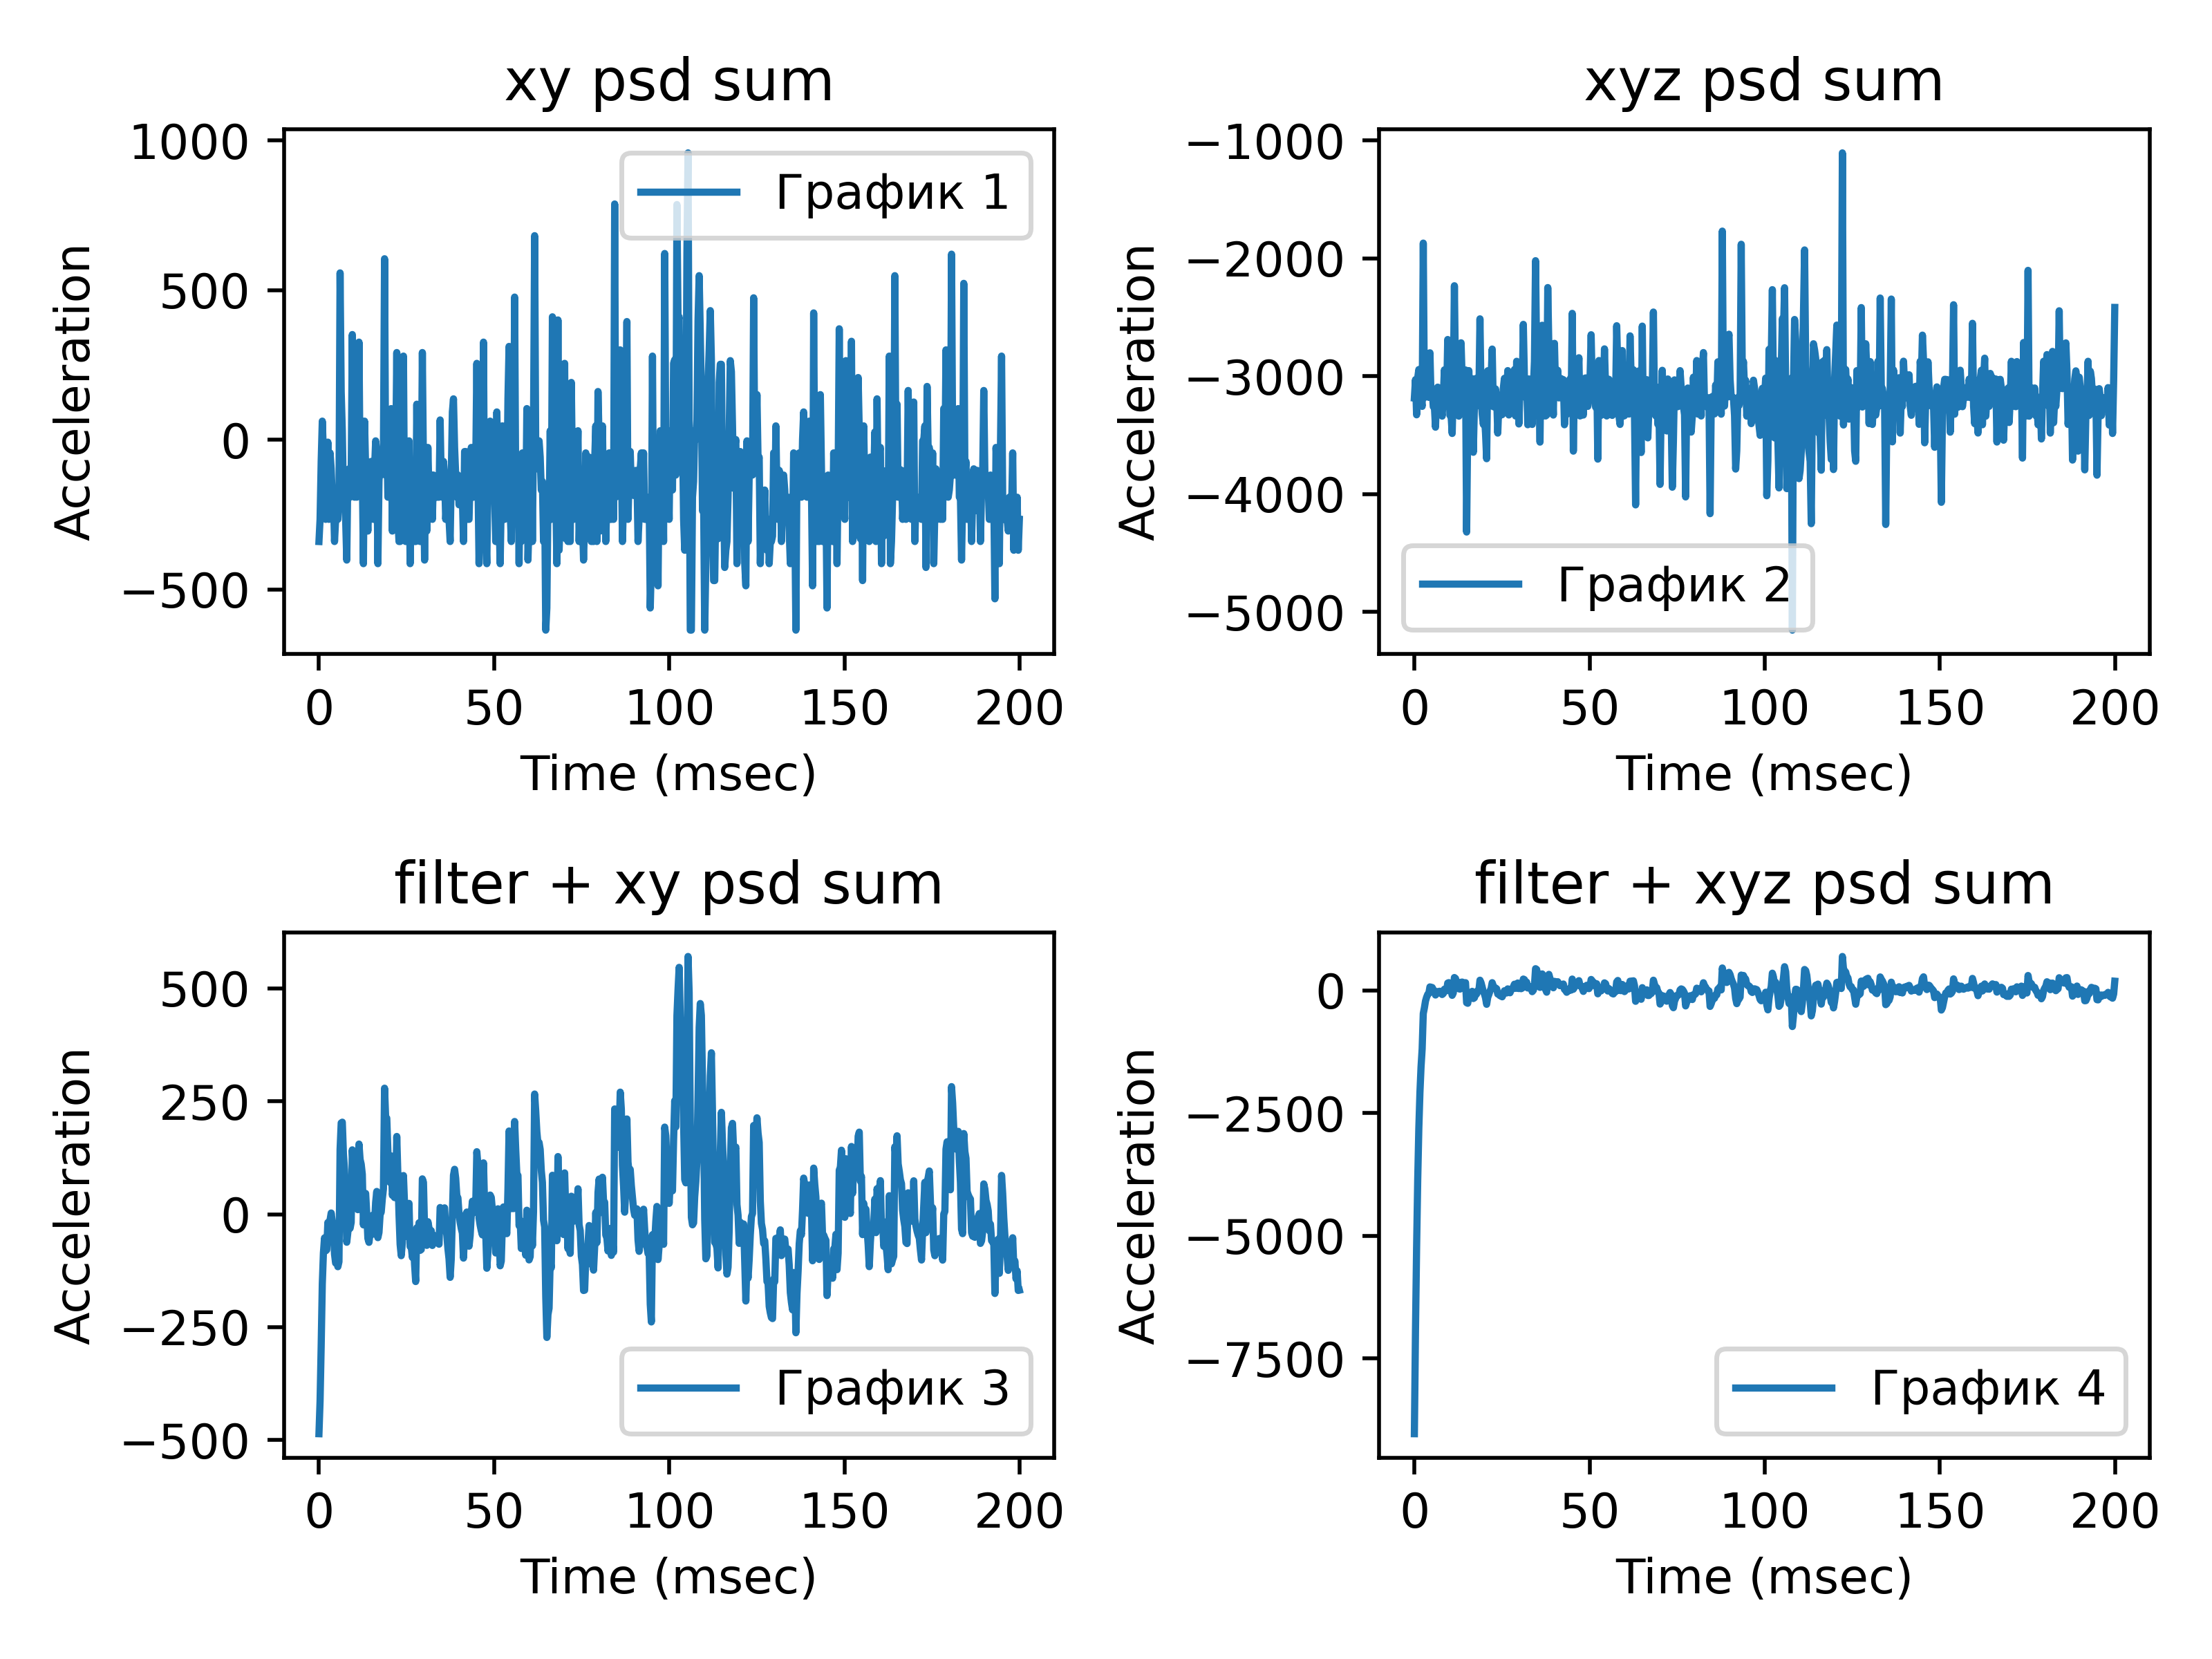 xy psd sum
1000
500
0
−500
Acceleration
График 1
0 50 100 150 200
Time (msec)
xyz psd sum
−1000
−2000
−3000
−4000
−5000
Acceleration
График 2
0 50 100 150 200
Time (msec)
filter + xy psd sum
500
250
0
−250
−500
Acceleration
График 3
0 50 100 150 200
Time (msec)
filter + xyz psd sum
0
−2500
−5000
−7500
Acceleration
График 4
0 50 100 150 200
Time (msec)